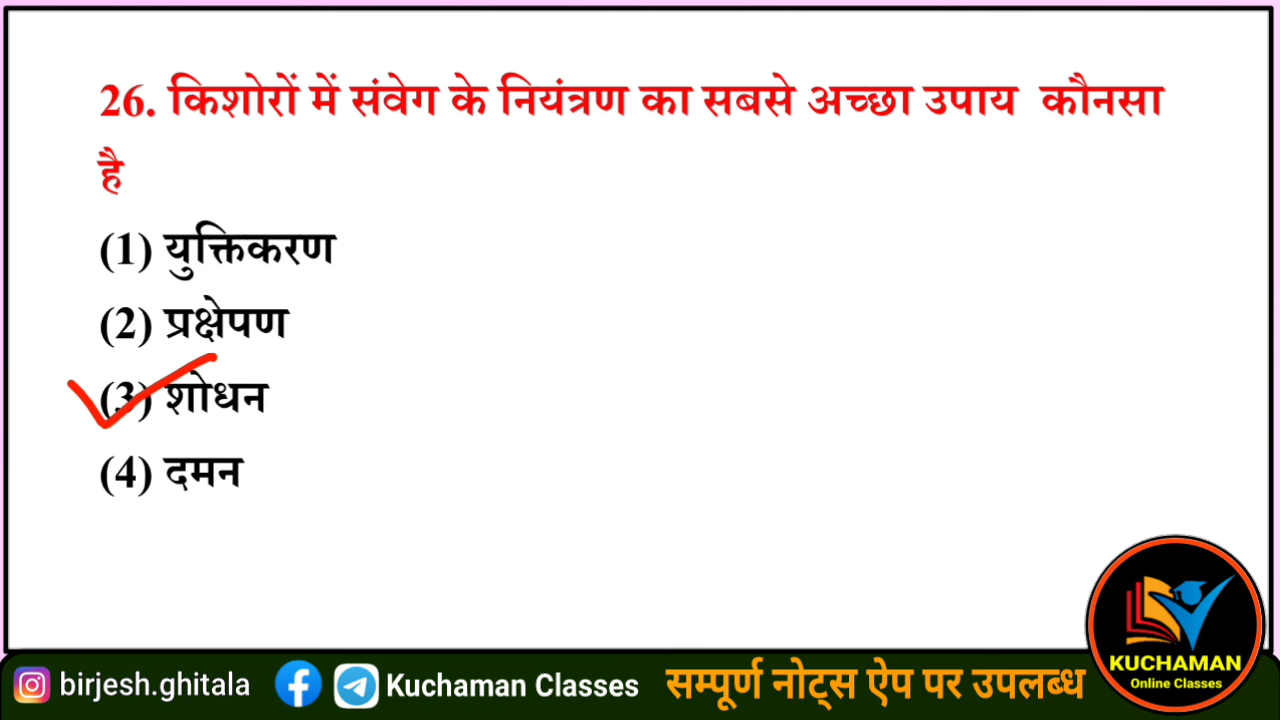 26. किशोरों में संवेग के नियंत्रण का सबसे अच्छा उपाय कौनसा
है
(1) युक्तिकरण
(2) प्रक्षेपण
(3) शोधन
(4) दमन
KUCHAMAN
Online Classes
birjesh.ghitala Kuchaman Classes सम्पूर्ण नोट्स ऐप पर उपलब्ध